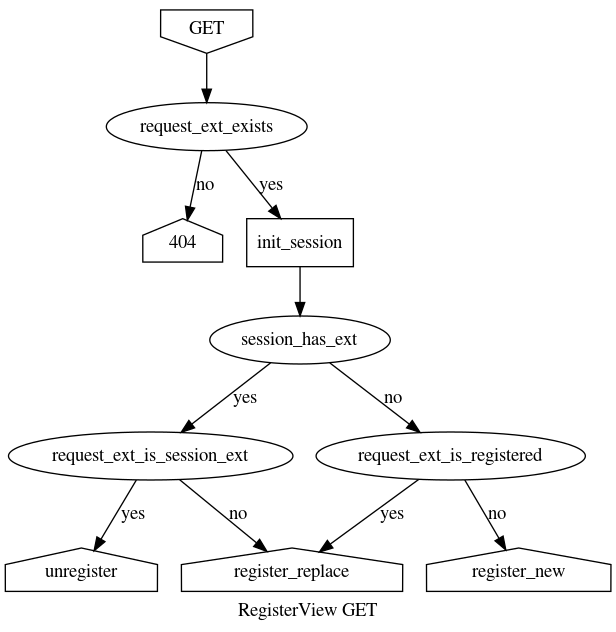 GET
request_ext_exists
no
yes
404
init_session
session_has_ext
yes
no
request_ext_is_session_ext
request_ext_is_registered
yes
no
yes
no
unregister
register_replace
register_new
RegisterView GET